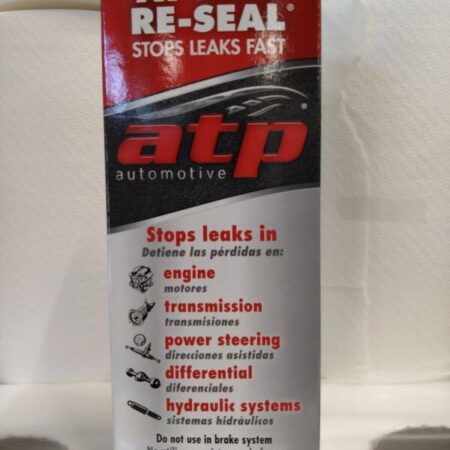 RE-SEAL®
STOPS LEAKS FAST
atp®
automotive
Stops leaks in
Detiene las pérdidas en:
engine
motores
transmission
transmisiones
power steering
direcciones asistidas
differential
diferenciales
hydraulic systems
sistemas hidráulicos
Do not use in brake system